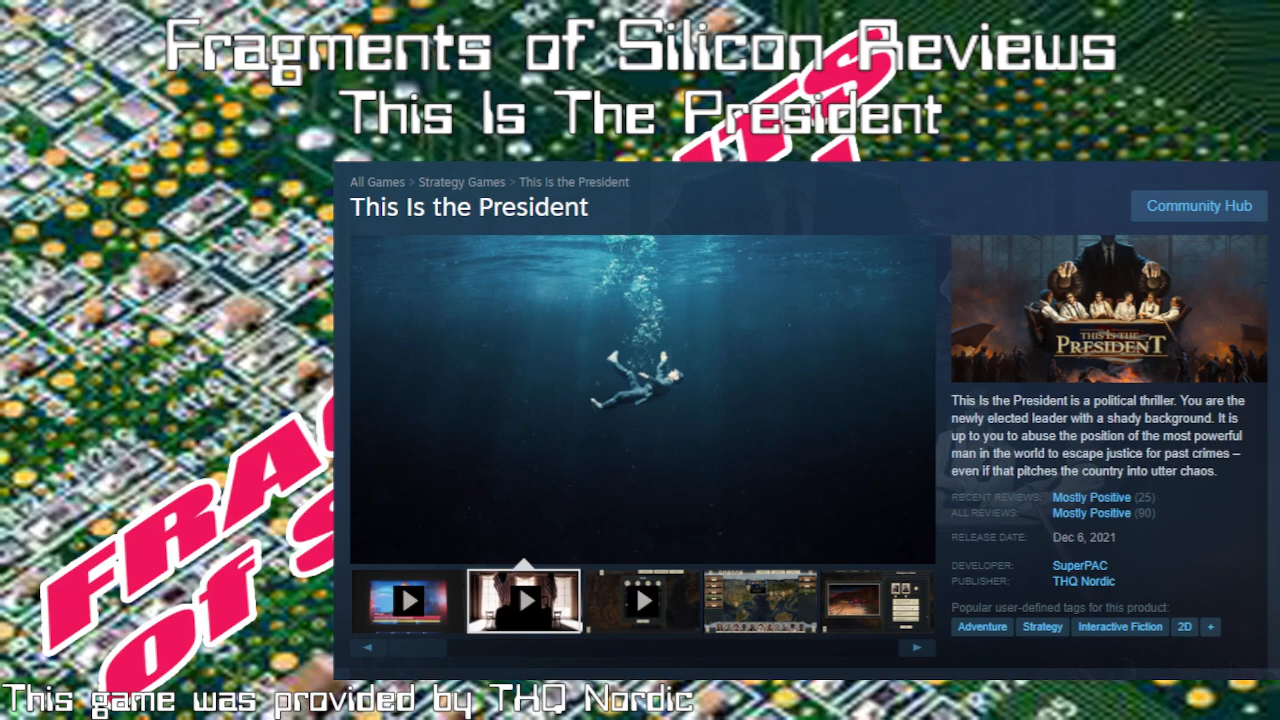 Fragments of Silicon Reviews
This Is The President
All Games > Strategy Games > This Is the President
This Is the President
Community Hub
THIS IS THE
PRESIDENT
This Is the President is a political thriller. You are the
newly elected leader with a shady background. It is
up to you to abuse the position of the most powerful
man in the world to escape justice for past crimes –
even if that pitches the country into utter chaos.
RECENT REVIEWS: Mostly Positive (25)
ALL REVIEWS: Mostly Positive (90)
RELEASE DATE: Dec 6, 2021
DEVELOPER: SuperPAC
PUBLISHER: THQ Nordic
Popular user-defined tags for this product:
Adventure Strategy Interactive Fiction 2D +
This game was provided by THQ Nordic